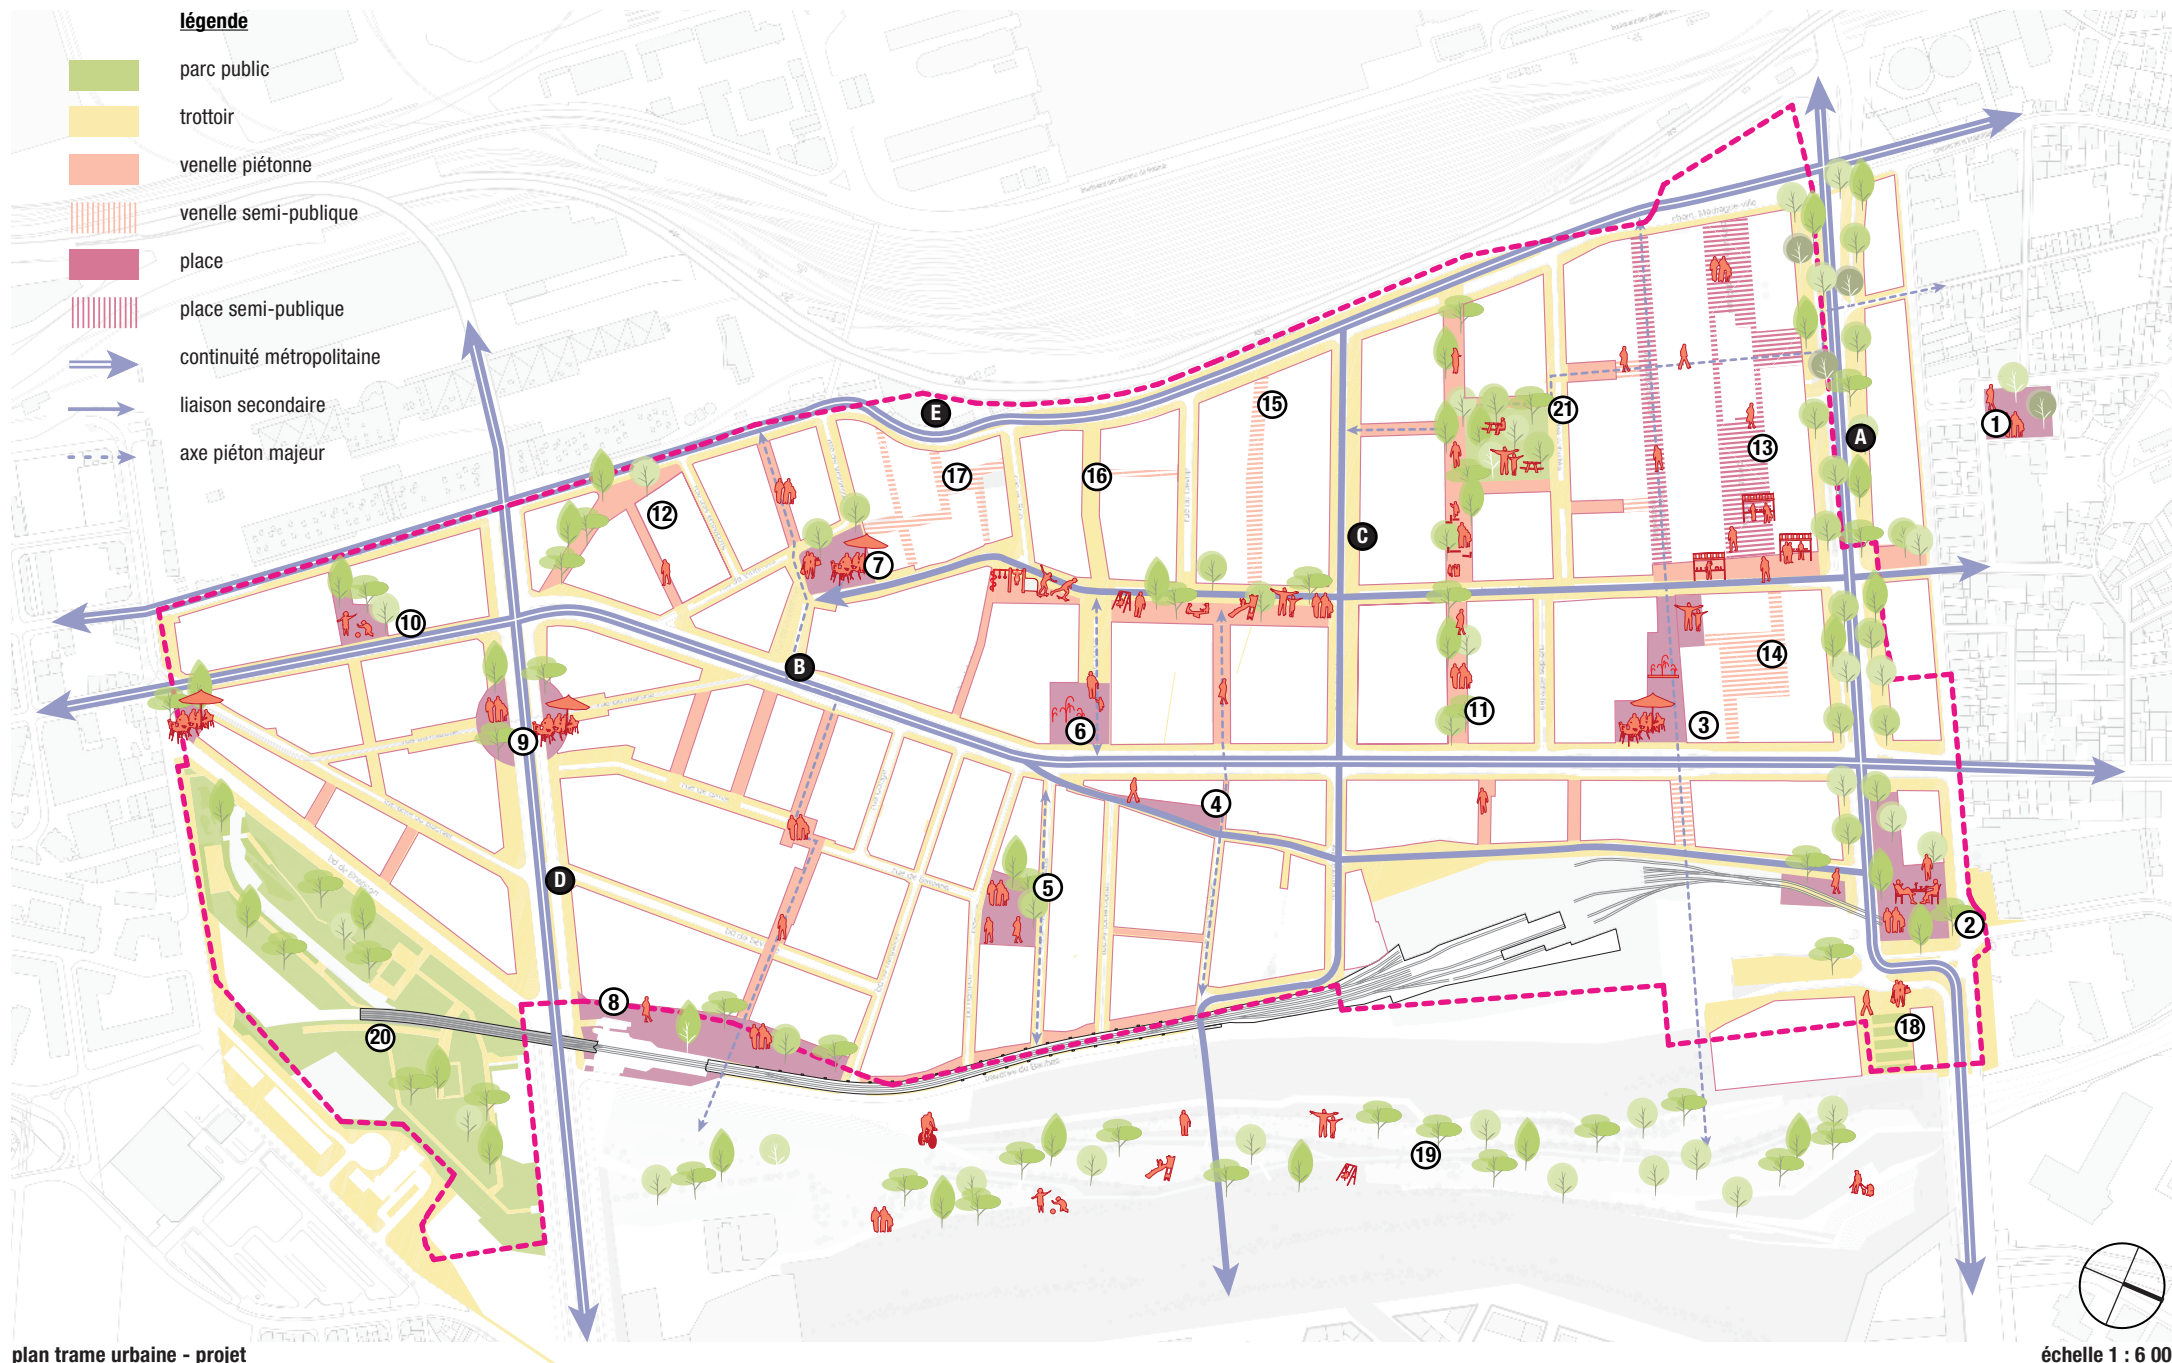 légende
parc public
trottoir
venelle piétonne
venelle semi-publique
place
place semi-publique
continuité métropolitaine
liaison secondaire
axe piéton majeur
E
15
21
1
13
A
17
16
12
C
7
10
14
B
11
3
6
9
4
D
5
2
8
18
20
19
plan trame urbaine - projet
échelle 1 : 6 00